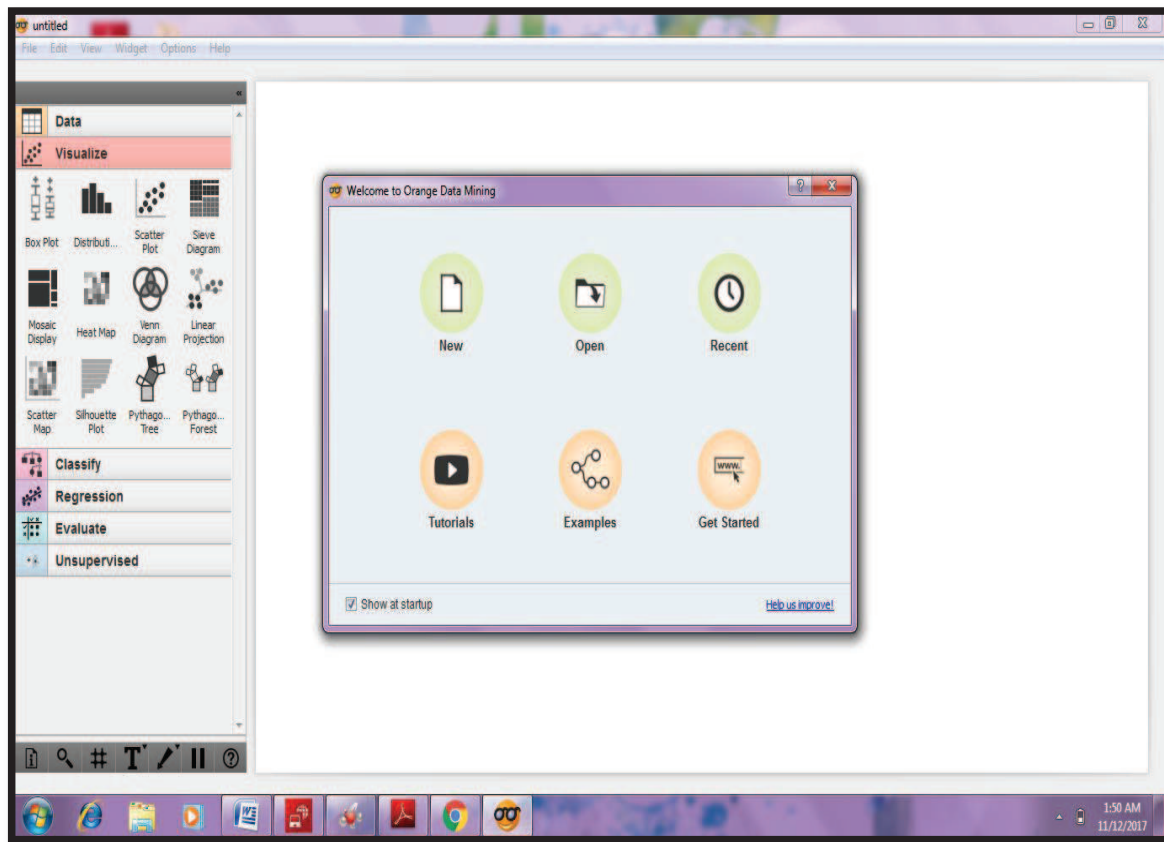 untitled
File Edit View Widget Options Help
«
Data
Visualize
Box Plot Distributi... Scatter Plot Sieve Diagram
Mosaic Display Heat Map Venn Diagram Linear Projection
Scatter Map Silhouette Plot Pythago... Tree Pythago... Forest
Classify
Regression
Evaluate
Unsupervised
Welcome to Orange Data Mining
New Open Recent
Tutorials Examples www. Get Started
Show at startup Help us improve!
T
1:50 AM
11/12/2017